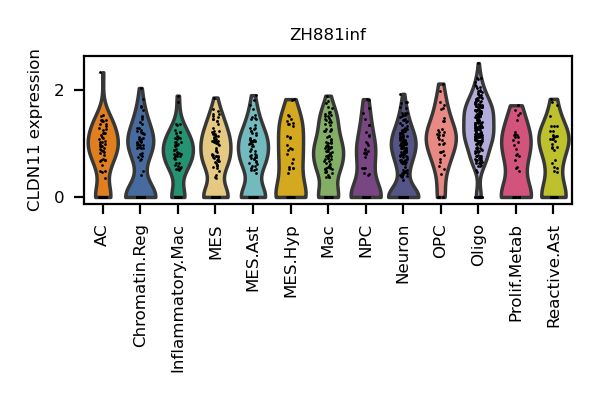 ZH881inf
CLDN11 expression
2
0
AC
Chromatin.Reg
Inflammatory.Mac
MES
MES.Ast
MES.Hyp
Mac
NPC
Neuron
OPC
Oligo
Prolif.Metab
Reactive.Ast